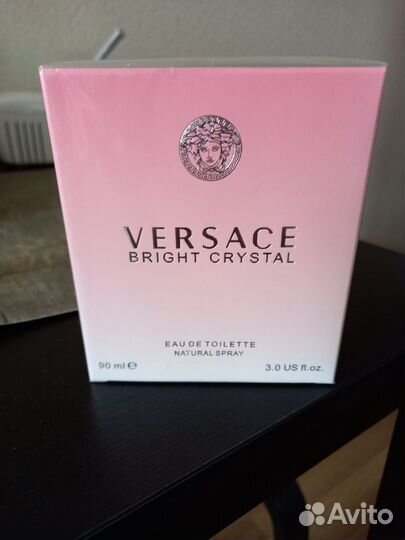 VERSACE
BRIGHT CRYSTAL
EAU DE TOILETTE
NATURAL SPRAY
90 ml e 3.0 US fl.oz.
Avito